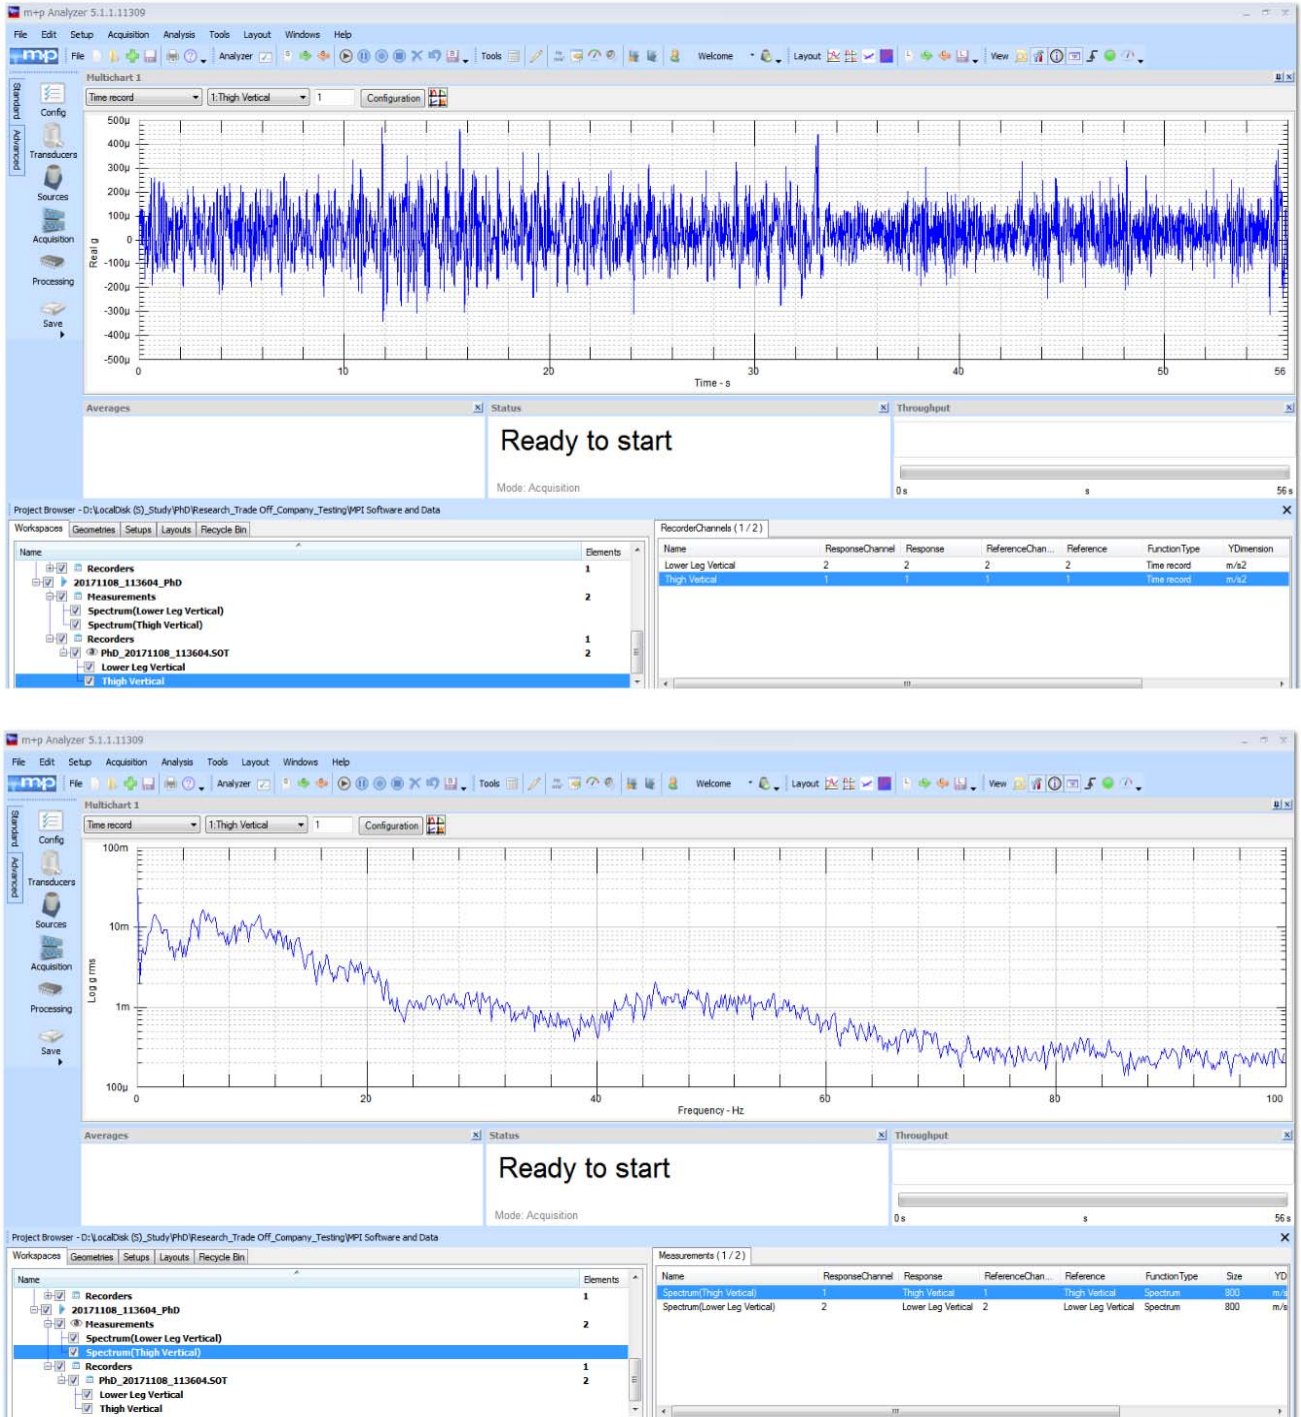 m+p Analyzer 5.1.1.11309
File Edit Setup Acquisition Analysis Tools Layout Windows Help
m+p File Analyzer Tools Welcome Layout View
Multichart 1
Standard
Advanced
Time record 1:Thigh Vertical 1 Configuration
Config
Transducers
Sources
Acquisition
Processing
Save
Real g
500µ
400µ
300µ
200µ
100µ
0
-100µ
-200µ
-300µ
-400µ
-500µ
0 10 20 30 40 50 56
Time - s
Averages Status Throughput
Ready to start
Mode: Acquisition
0 s s 56 s
Project Browser - D:\LocalDisk (S)_Study\PhD\Research_Trade Off_Company_Testing\MPI Software and Data
Workspaces Geometries Setups Layouts Recycle Bin
RecorderChannels ( 1 / 2 )
Name Elements
Recorders 1
20171108_113604_PhD
Measurements 2
Spectrum(Lower Leg Vertical)
Spectrum(Thigh Vertical)
Recorders 1
PhD_20171108_113604.SOT 2
Lower Leg Vertical
Thigh Vertical
Name ResponseChannel Response ReferenceChan... Reference FunctionType YDimension
Lower Leg Vertical 2 2 2 2 Time record m/s2
Thigh Vertical 1 1 1 1 Time record m/s2
m+p Analyzer 5.1.1.11309
File Edit Setup Acquisition Analysis Tools Layout Windows Help
m+p File Analyzer Tools Welcome Layout View
Multichart 1
Standard
Advanced
Time record 1:Thigh Vertical 1 Configuration
Config
Transducers
Sources
Acquisition
Processing
Save
Log g rms
100m
10m
1m
100µ
0 20 40 60 80 100
Frequency - Hz
Averages Status Throughput
Ready to start
Mode: Acquisition
0 s s 56 s
Project Browser - D:\LocalDisk (S)_Study\PhD\Research_Trade Off_Company_Testing\MPI Software and Data
Workspaces Geometries Setups Layouts Recycle Bin
Measurements ( 1 / 2 )
Name Elements
Recorders 1
20171108_113604_PhD
Measurements 2
Spectrum(Lower Leg Vertical)
Spectrum(Thigh Vertical)
Recorders 1
PhD_20171108_113604.SOT 2
Lower Leg Vertical
Thigh Vertical
Name ResponseChannel Response ReferenceChan... Reference FunctionType Size YD
Spectrum(Thigh Vertical) 1 Thigh Vertical 1 Thigh Vertical Spectrum 800 m/s
Spectrum(Lower Leg Vertical) 2 Lower Leg Vertical 2 Lower Leg Vertical Spectrum 800 m/s